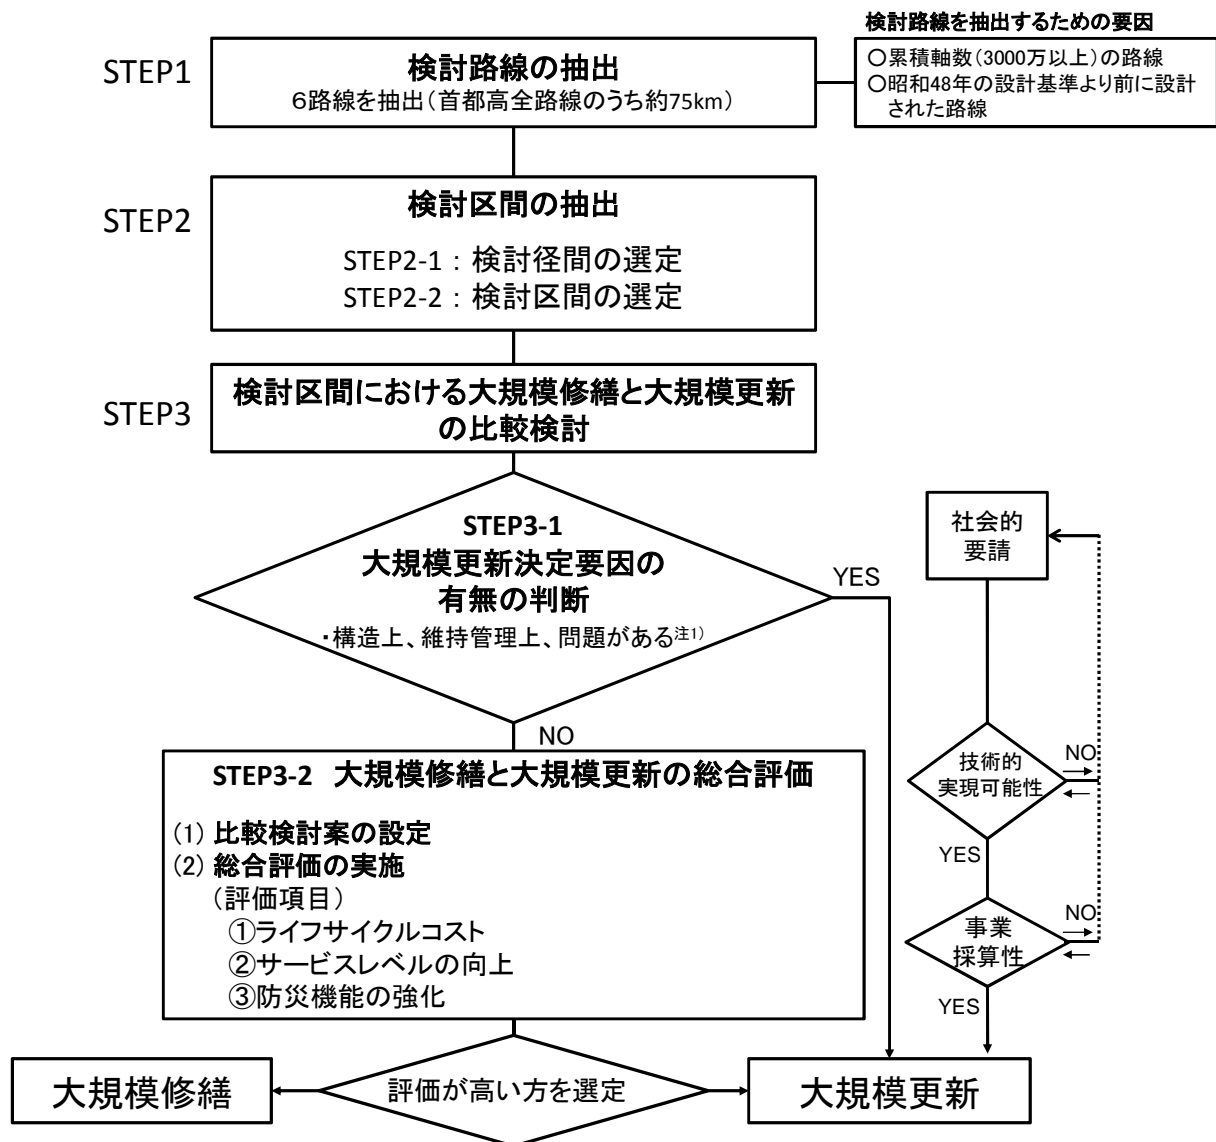 検討路線を抽出するための要因
○累積軸数(3000万以上)の路線
○昭和48年の設計基準より前に設計
された路線
STEP1
検討路線の抽出
６路線を抽出（首都高全路線のうち約75km）
STEP2
検討区間の抽出
STEP2-1 : 検討径間の選定
STEP2-2 : 検討区間の選定
STEP3
検討区間における大規模修繕と大規模更新
の比較検討
STEP3-1
大規模更新決定要因の
有無の判断
・構造上、維持管理上、問題がある注1)
YES
NO
STEP3-2 大規模修繕と大規模更新の総合評価
(1) 比較検討案の設定
(2) 総合評価の実施
（評価項目）
①ライフサイクルコスト
②サービスレベルの向上
③防災機能の強化
評価が高い方を選定
大規模修繕
大規模更新
社会的
要請
技術的
実現可能性
NO
YES
事業
採算性
NO
YES